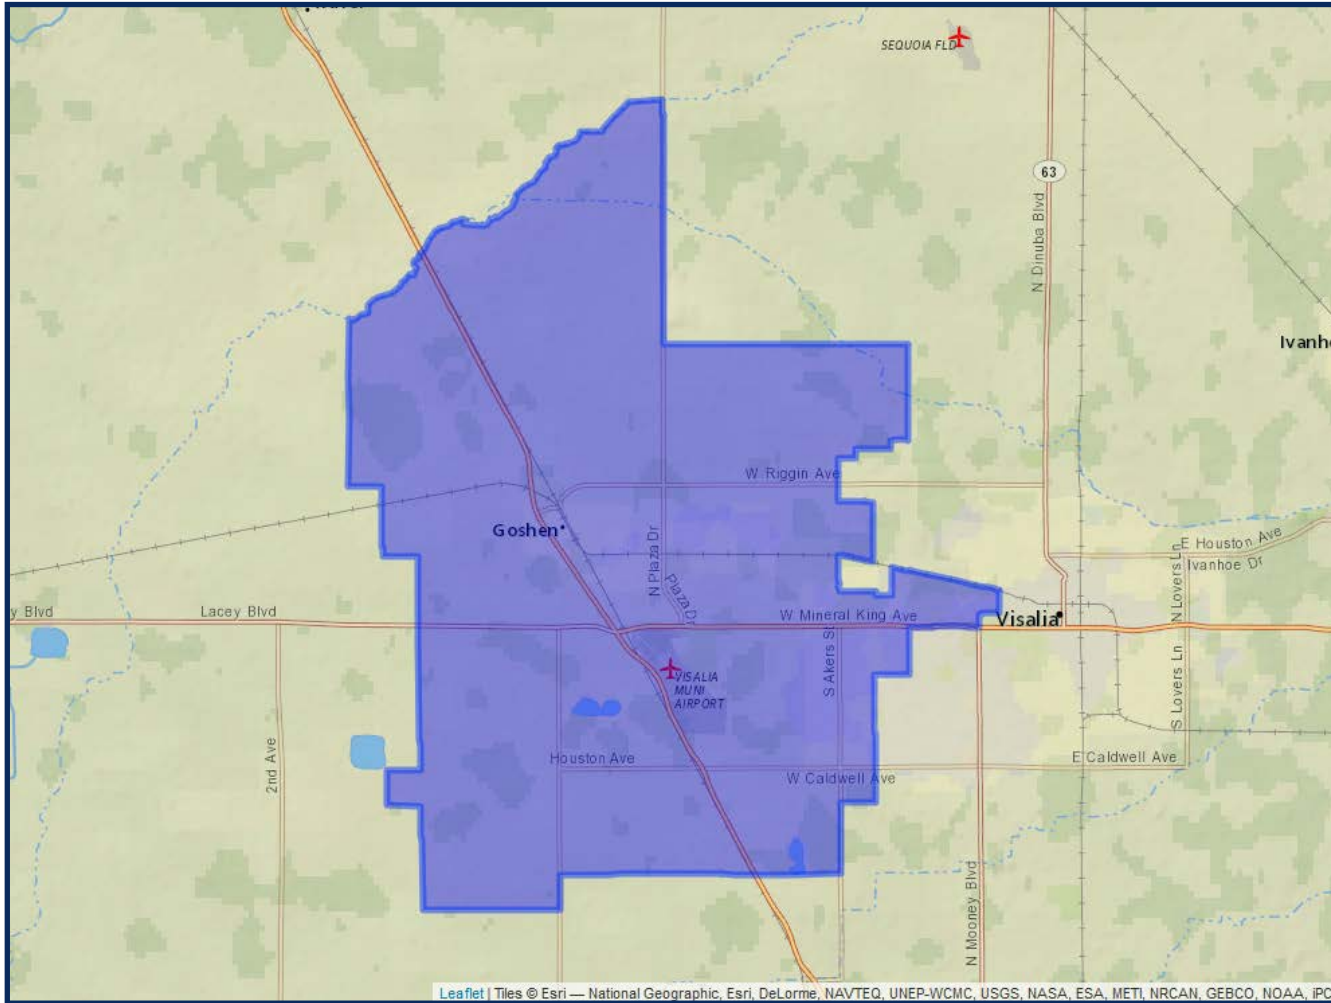 SEQUOIA FLD
63
N Dinuba Blvd
Ivanh
W Riggin Ave
Goshen
N Plaza Dr
Plaza Dr
E Houston Ave
Ivanhoe Dr
N Lovers Ln
y Blvd
Lacey Blvd
W Mineral King Ave
Visalia
S Akers St
VISALIA
MUNI
AIRPORT
S Lovers Ln
2nd Ave
Houston Ave
W Caldwell Ave
E Caldwell Ave
N Mooney Blvd
Leaflet | Tiles © Esri — National Geographic, Esri, DeLorme, NAVTEQ, UNEP-WCMC, USGS, NASA, ESA, METI, NRCAN, GEBCO, NOAA, iPC